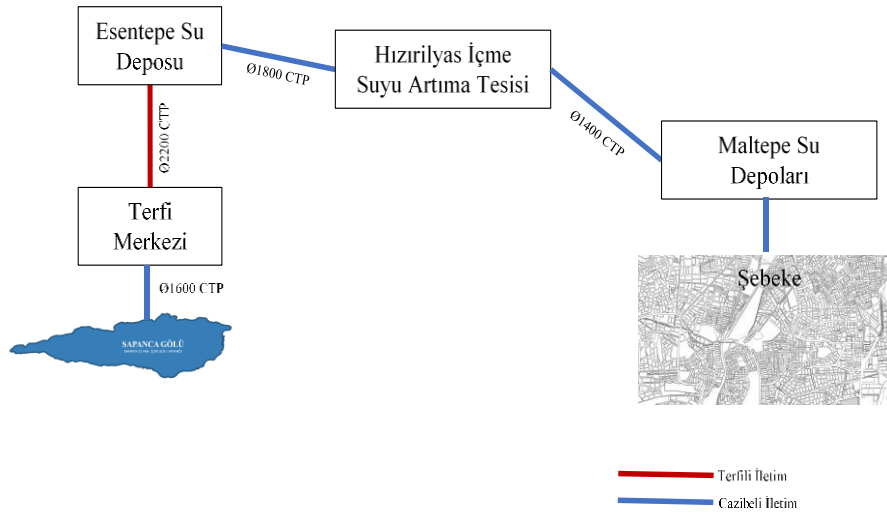 Esentepe Su
Deposu
Ø1800 CTP
Hızırilyas İçme
Suyu Artıma Tesisi
Ø1400 CTP
Maltepe Su
Depoları
Ø2200 CTP
Terfi
Merkezi
Ø1600 CTP
SAPANCA GÖLÜ
Şebeke
Terfili İletim
Cazibeli İletim